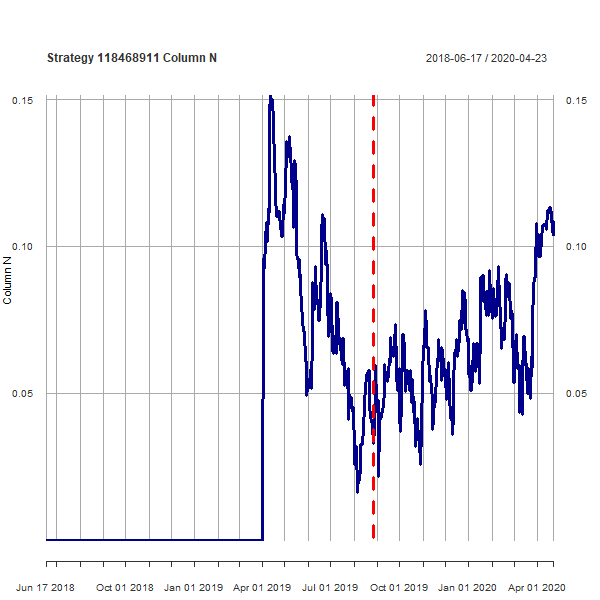 Strategy 118468911 Column N 2018-06-17 / 2020-04-23
0.15 0.15
0.10 0.10
Column N
0.05 0.05
Jun 17 2018 Oct 01 2018 Jan 01 2019 Apr 01 2019 Jul 01 2019 Oct 01 2019 Jan 01 2020 Apr 01 2020